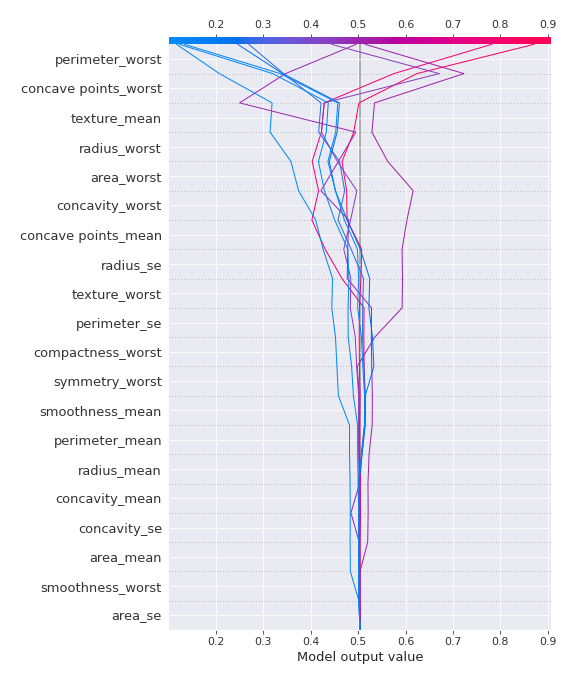 0.2 0.3 0.4 0.5 0.6 0.7 0.8 0.9
perimeter_worst
concave points_worst
texture_mean
radius_worst
area_worst
concavity_worst
concave points_mean
radius_se
texture_worst
perimeter_se
compactness_worst
symmetry_worst
smoothness_mean
perimeter_mean
radius_mean
concavity_mean
concavity_se
area_mean
smoothness_worst
area_se
0.2 0.3 0.4 0.5 0.6 0.7 0.8 0.9
Model output value